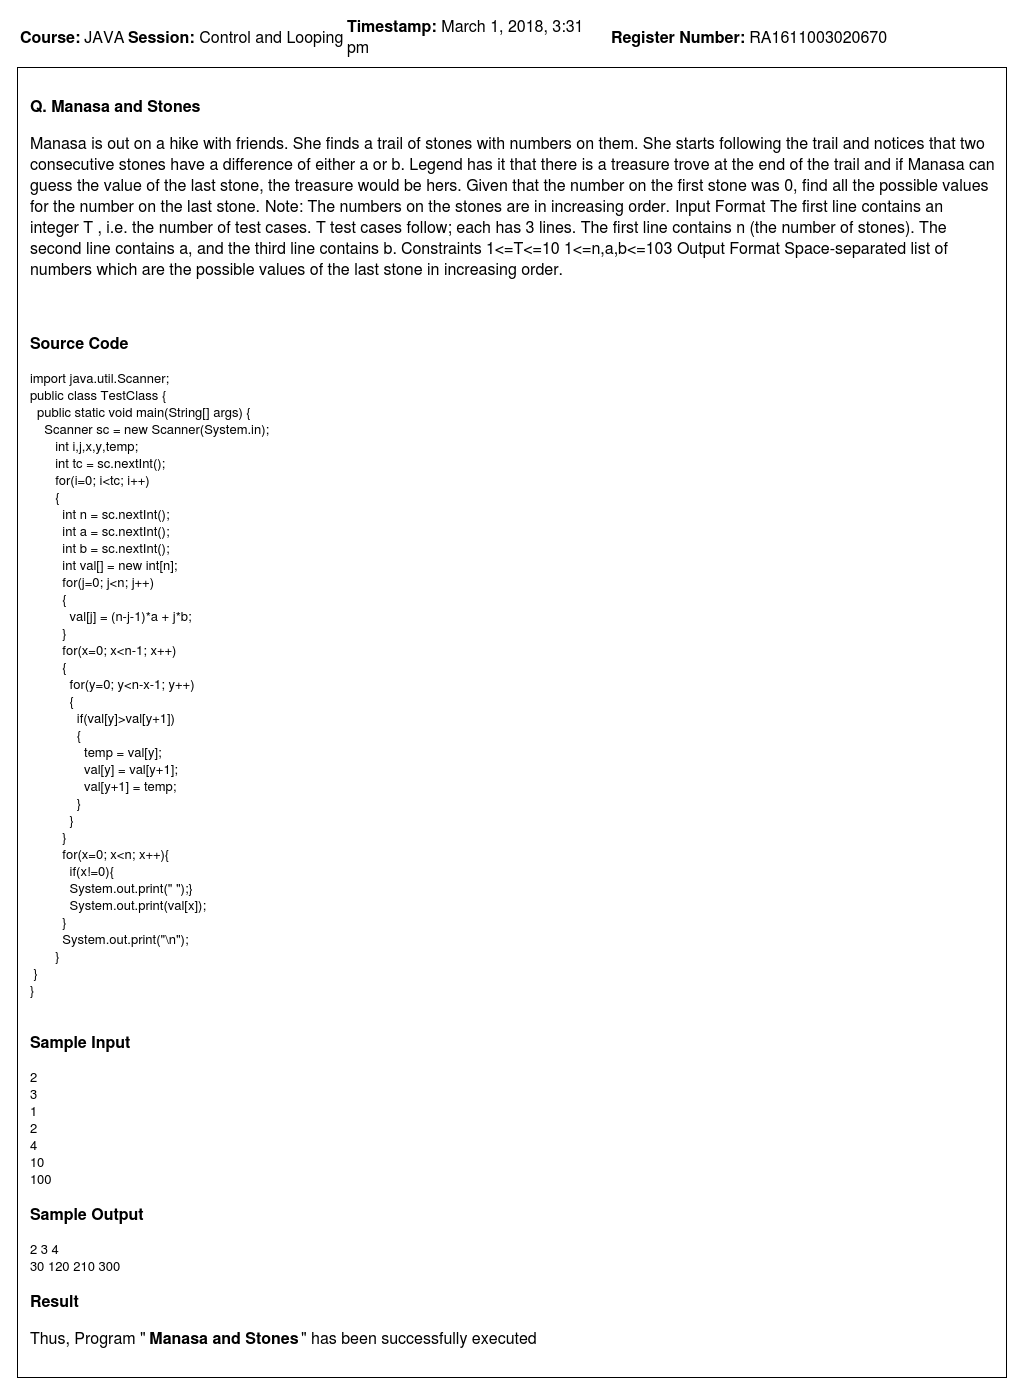 Course: JAVA Session: Control and Looping Timestamp: March 1, 2018, 3:31 pm Register Number: RA1611003020670
Q. Manasa and Stones
Manasa is out on a hike with friends. She finds a trail of stones with numbers on them. She starts following the trail and notices that two
consecutive stones have a difference of either a or b. Legend has it that there is a treasure trove at the end of the trail and if Manasa can
guess the value of the last stone, the treasure would be hers. Given that the number on the first stone was 0, find all the possible values
for the number on the last stone. Note: The numbers on the stones are in increasing order. Input Format The first line contains an
integer T , i.e. the number of test cases. T test cases follow; each has 3 lines. The first line contains n (the number of stones). The
second line contains a, and the third line contains b. Constraints 1<=T<=10 1<=n,a,b<=103 Output Format Space-separated list of
numbers which are the possible values of the last stone in increasing order.
Source Code
import java.util.Scanner;
public class TestClass {
public static void main(String[] args) {
Scanner sc = new Scanner(System.in);
int i,j,x,y,temp;
int tc = sc.nextInt();
for(i=0; i<tc; i++)
{
int n = sc.nextInt();
int a = sc.nextInt();
int b = sc.nextInt();
int val[] = new int[n];
for(j=0; j<n; j++)
{
val[j] = (n-j-1)*a + j*b;
}
for(x=0; x<n-1; x++)
{
for(y=0; y<n-x-1; y++)
{
if(val[y]>val[y+1])
{
temp = val[y];
val[y] = val[y+1];
val[y+1] = temp;
}
}
}
for(x=0; x<n; x++){
if(x!=0){
System.out.print(" ");}
System.out.print(val[x]);
}
System.out.print("\n");
}
}
}
Sample Input
2
3
1
2
4
10
100
Sample Output
2 3 4
30 120 210 300
Result
Thus, Program " Manasa and Stones " has been successfully executed